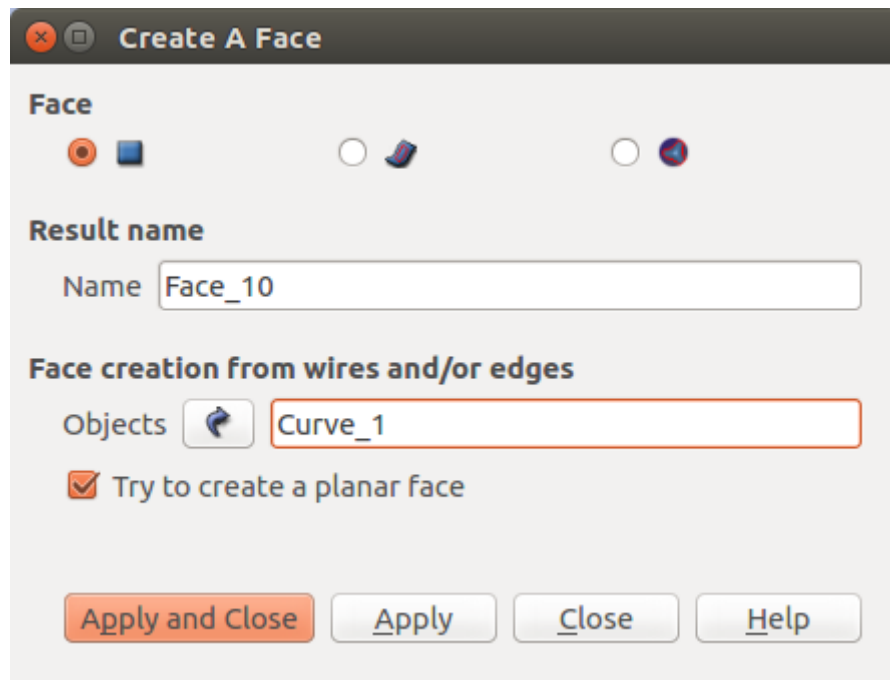 Create A Face
Face
Result name
Name Face_10
Face creation from wires and/or edges
Objects Curve_1
Try to create a planar face
Apply and Close Apply Close Help